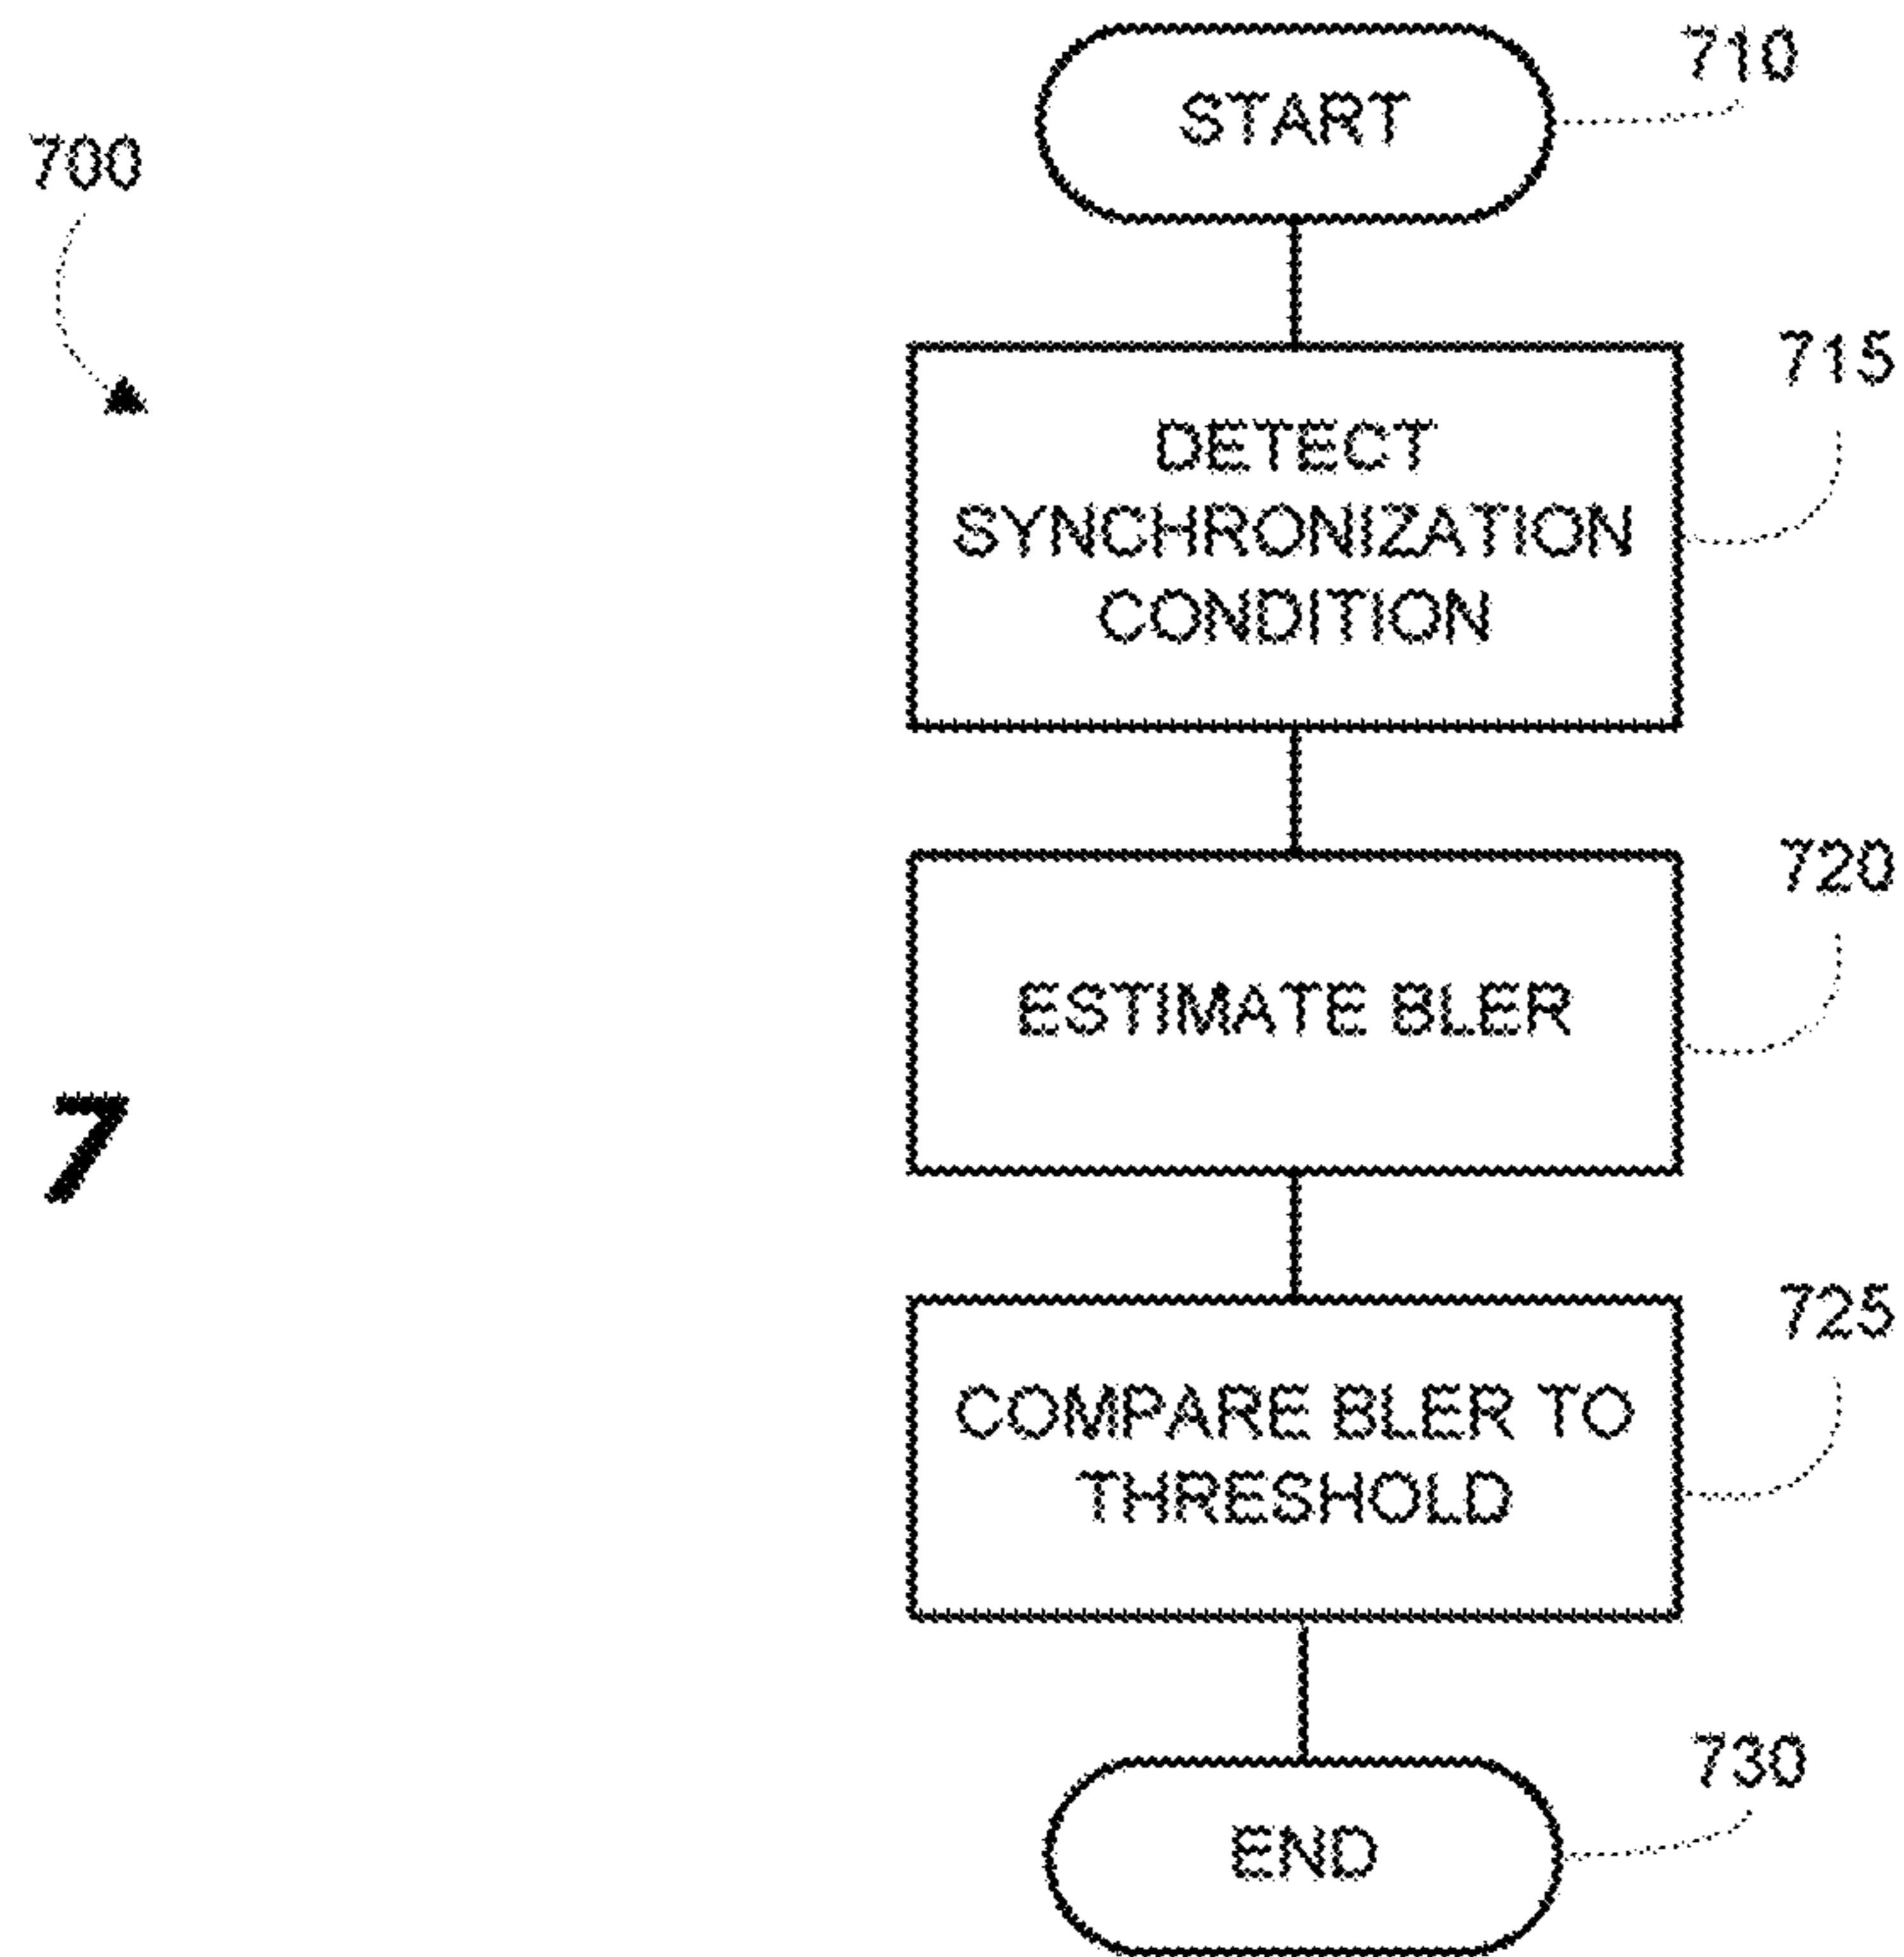 710
START
700
715
DETECT
SYNCHRONIZATION
CONDITION
720
ESTIMATE BLER
7
725
COMPARE BLER TO
THRESHOLD
730
END